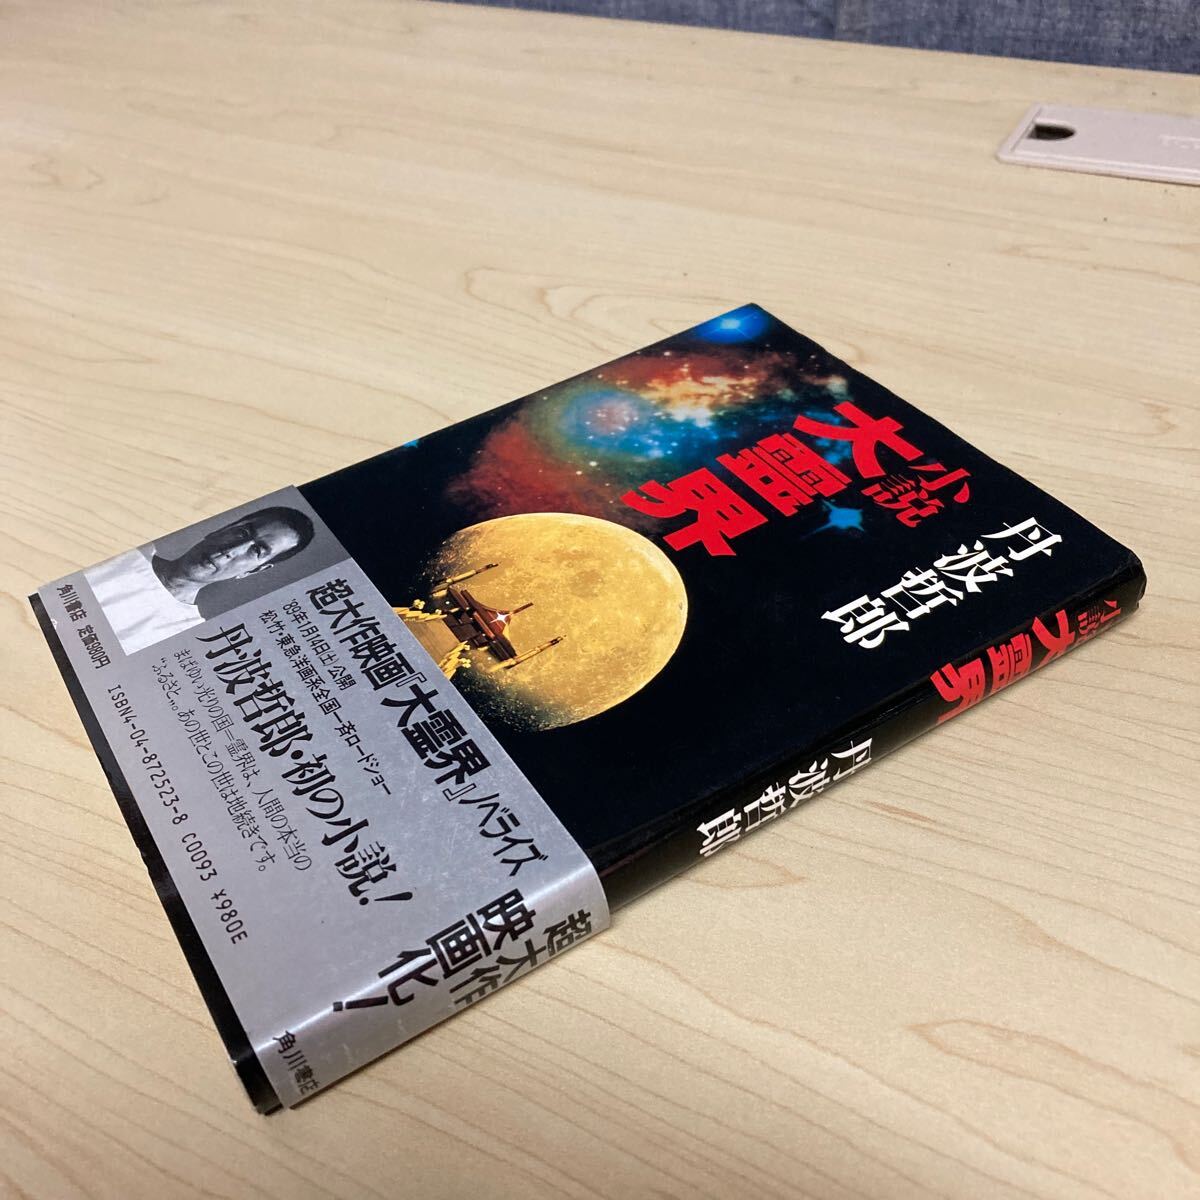 小説
大霊界
丹波哲郎
超大作映画『大霊界』ノベライズ
'89年1月14日(土)公開
松竹・東急洋画系全国一斉ロードショー
丹波哲郎・初の小説!
まばゆい光りの国=霊界は、人間の本当の
“ふるさと”。あの世とこの世は地続きです。
角川書店 定価980円
ISBN4-04-872523-8 C0093 ¥980E
小説 大霊界 丹波哲郎
超大作
映画化!
角川書店